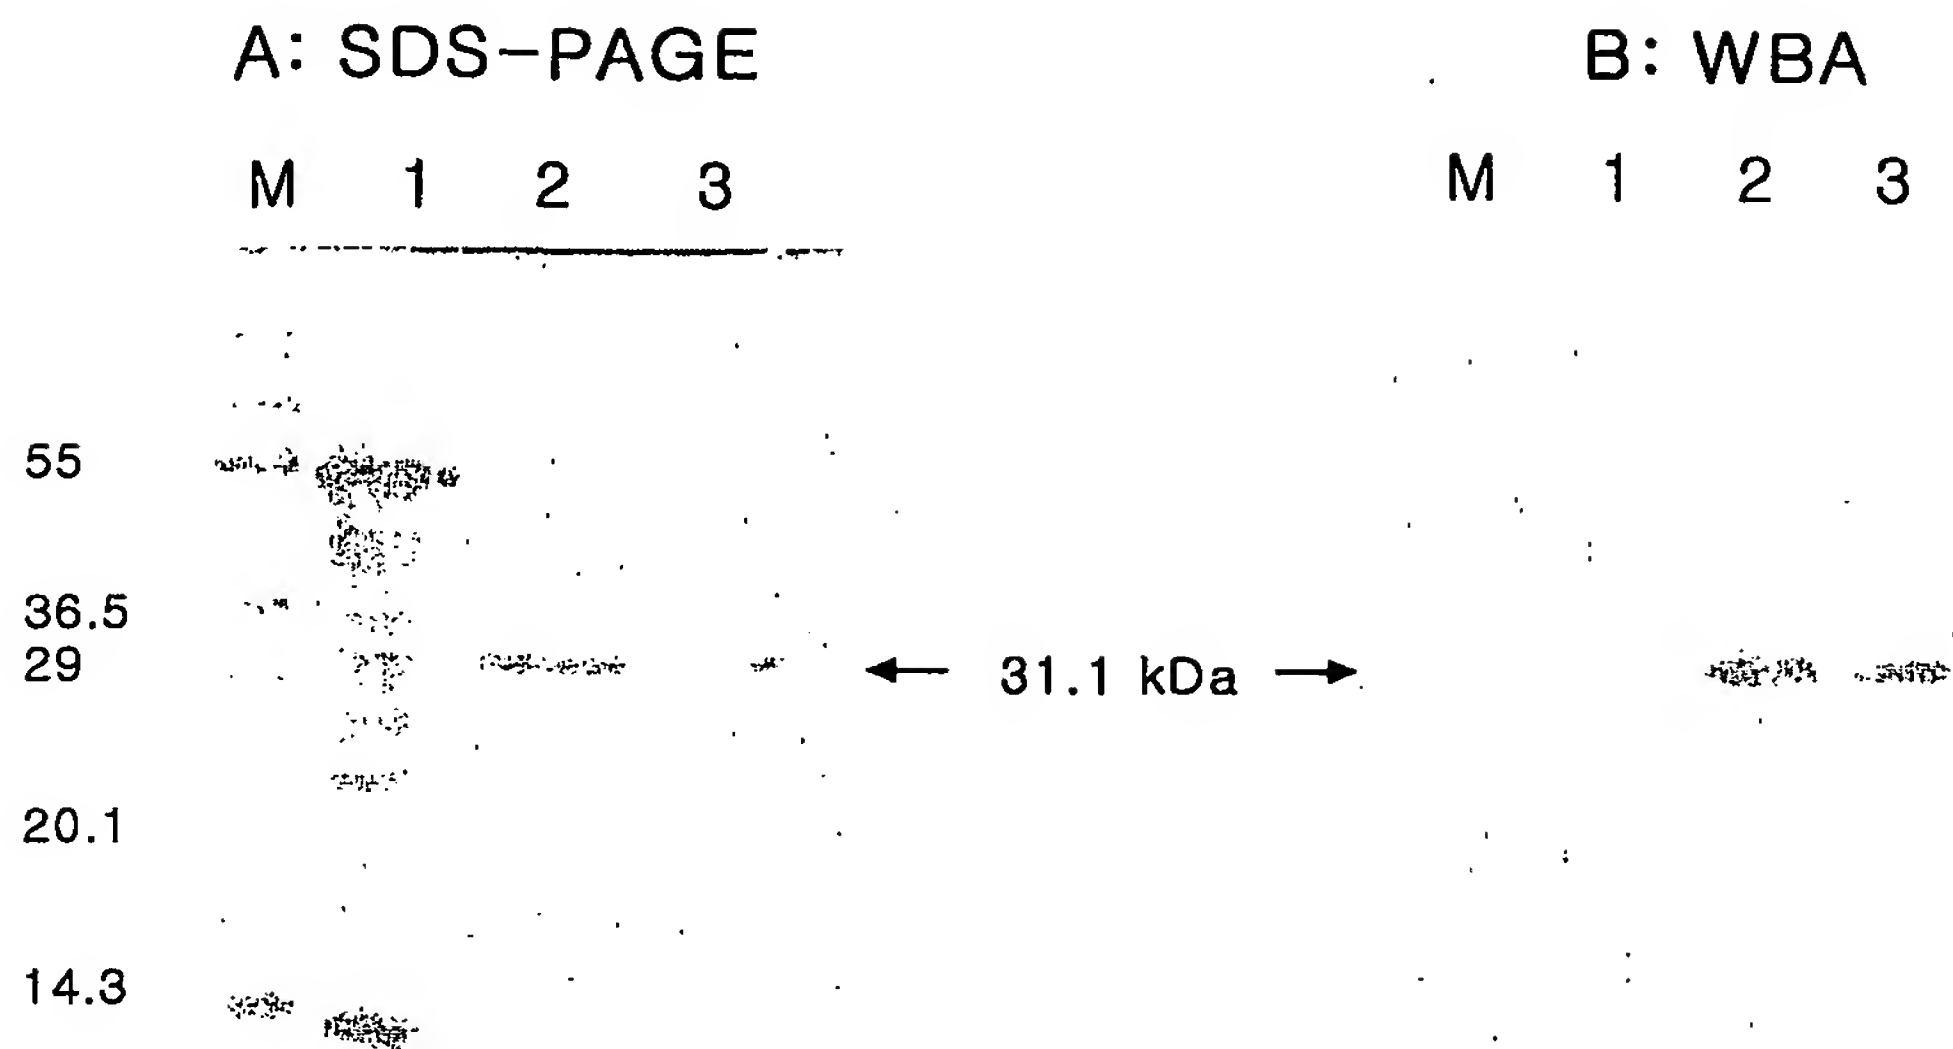 A: SDS-PAGE
B: WBA
M 1 2 3
M 1 2 3
55
36.5
29
← 31.1 kDa →
20.1
14.3